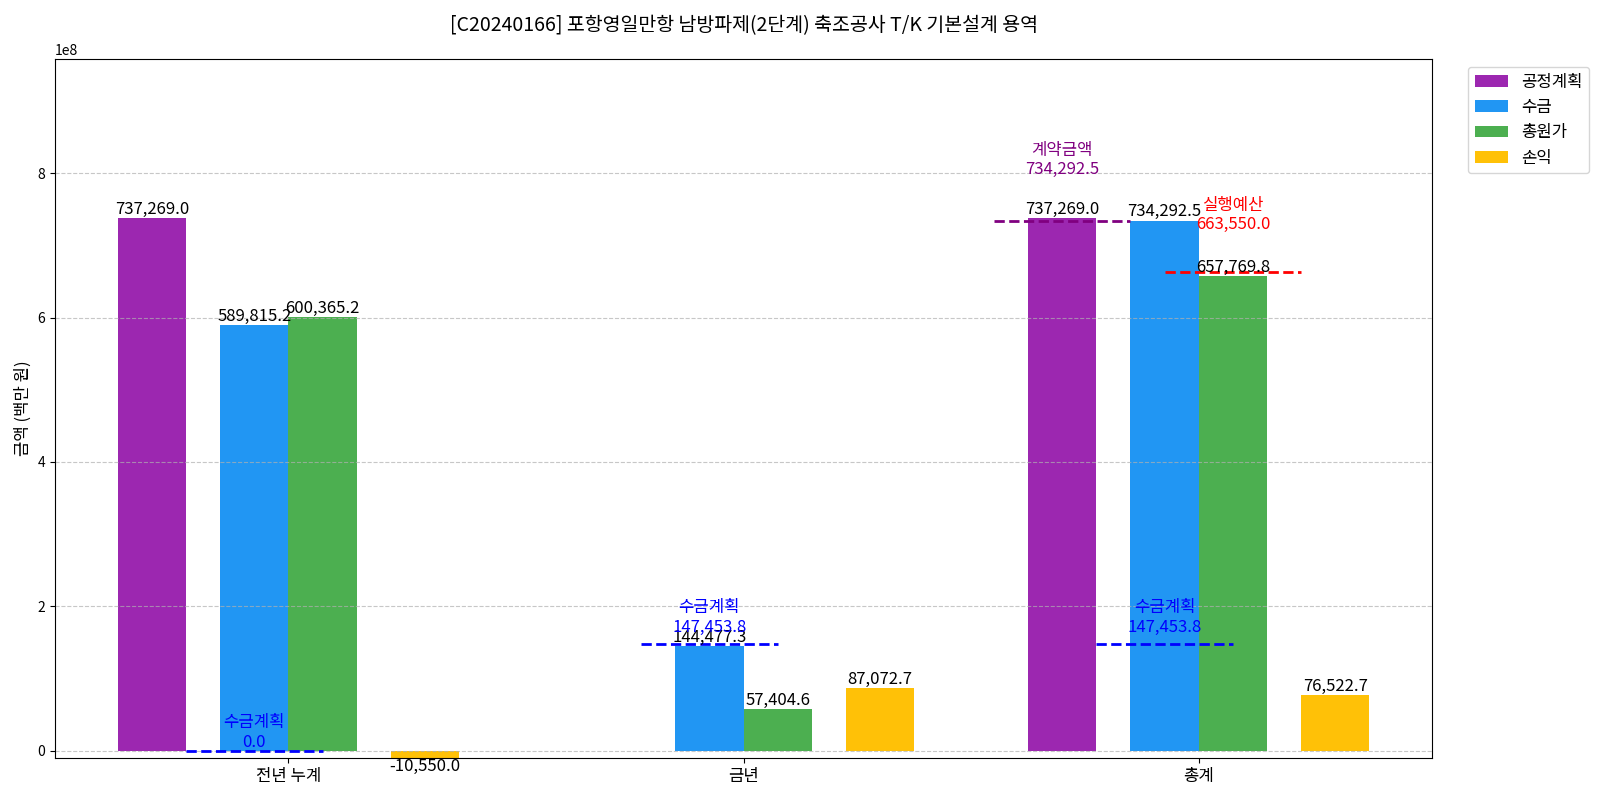 [C20240166] 포항영일만항 남방파제(2단계) 축조공사 T/K 기본설계 용역
1e8
금액 (백만 원)
8
6
4
2
0
737,269.0
589,815.2
600,365.2
-10,550.0
수금계획
0.0
수금계획
147,453.8
144,477.3
57,404.6
87,072.7
계약금액
734,292.5
737,269.0
734,292.5
실행예산
663,550.0
657,769.8
수금계획
147,453.8
76,522.7
전년 누계
금년
총계
공정계획
수금
총원가
손익